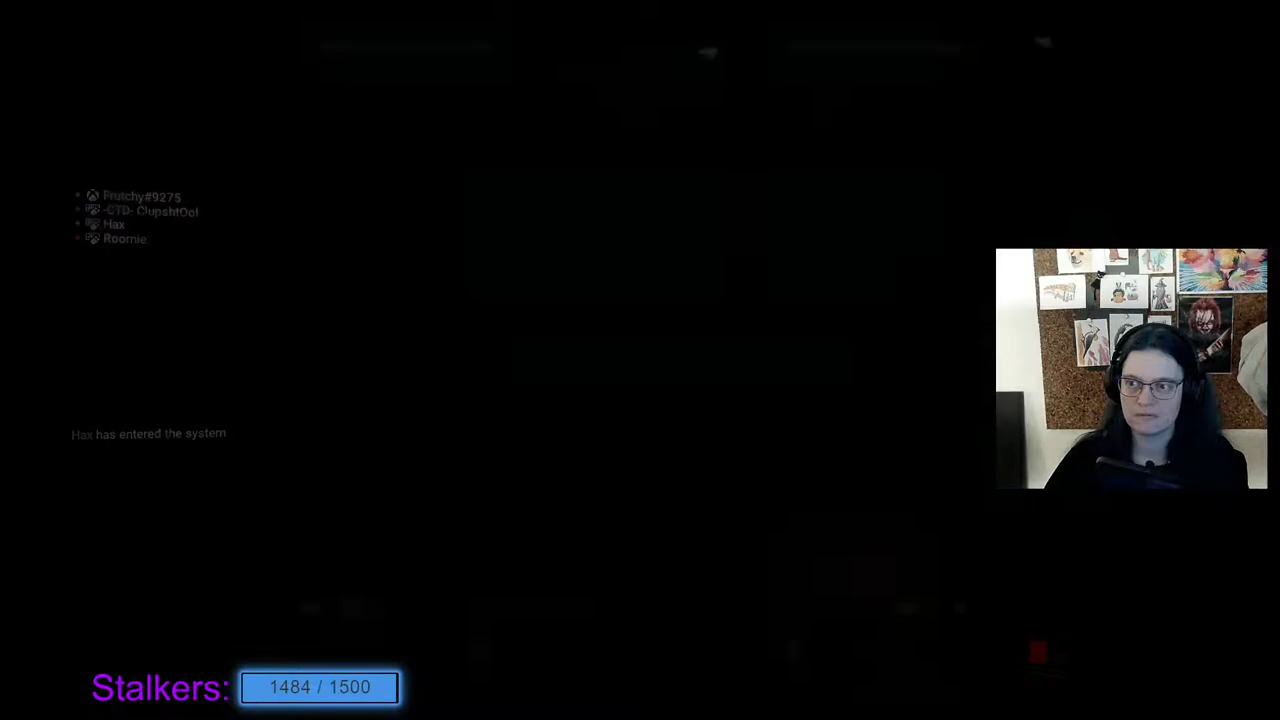 Frutchy#9275
-CTD- ClupshtOol
Hax
Roomie
Hax has entered the system
Stalkers: 1484 / 1500